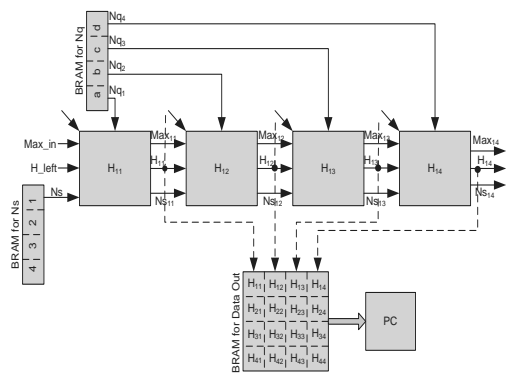 BRAM for Nq
a b c d
Nq4
Nq3
Nq2
Nq1
Max_in
H_left
Ns
BRAM for Ns
1
2
3
4
H11
Max11
H11
Ns11
H12
Max12
H12
Ns12
H13
Max13
H13
Ns13
H14
Max14
H14
Ns14
BRAM for Data Out
H11 H12 H13 H14
H21 H22 H23 H24
H31 H32 H33 H34
H41 H42 H43 H44
PC